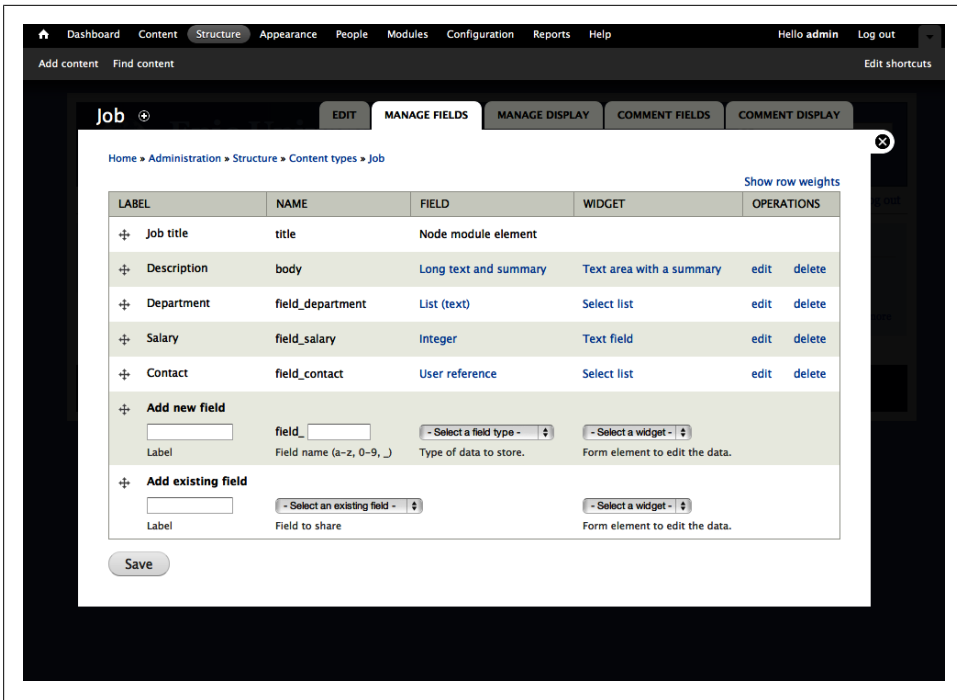 Dashboard Content Structure Appearance People Modules Configuration Reports Help Hello admin Log out
Add content Find content Edit shortcuts
Job EDIT MANAGE FIELDS MANAGE DISPLAY COMMENT FIELDS COMMENT DISPLAY
Home » Administration » Structure » Content types » Job
Show row weights
LABEL NAME FIELD WIDGET OPERATIONS
Job title title Node module element
Description body Long text and summary Text area with a summary edit delete
Department field_department List (text) Select list edit delete
Salary field_salary Integer Text field edit delete
Contact field_contact User reference Select list edit delete
Add new field
field_ - Select a field type - - Select a widget -
Label Field name (a-z, 0-9, _) Type of data to store. Form element to edit the data.
Add existing field
- Select an existing field - - Select a widget -
Label Field to share Form element to edit the data.
Save